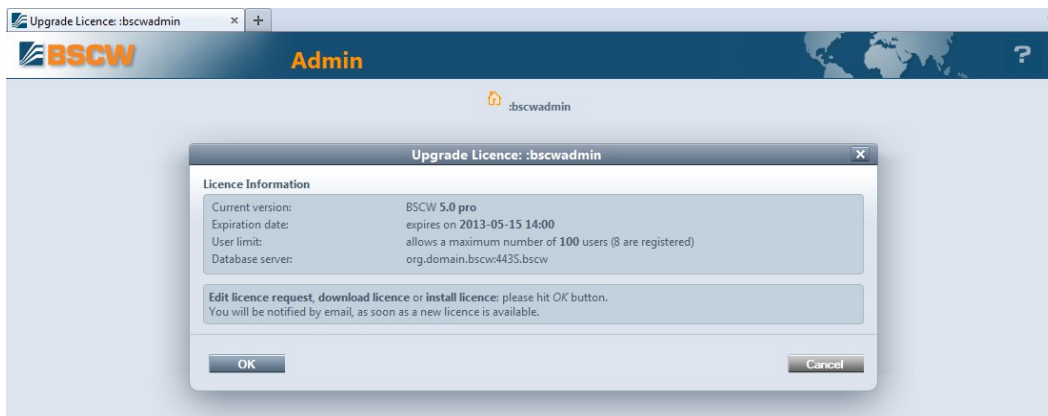 Upgrade Licence: :bscwadmin × +
BSCW Admin ?
:bscwadmin
Upgrade Licence: :bscwadmin X
Licence Information
Current version: BSCW 5.0 pro
Expiration date: expires on 2013-05-15 14:00
User limit: allows a maximum number of 100 users (8 are registered)
Database server: org.domain.bscw:443S.bscw
Edit licence request, download licence or install licence: please hit OK button.
You will be notified by email, as soon as a new licence is available.
OK Cancel